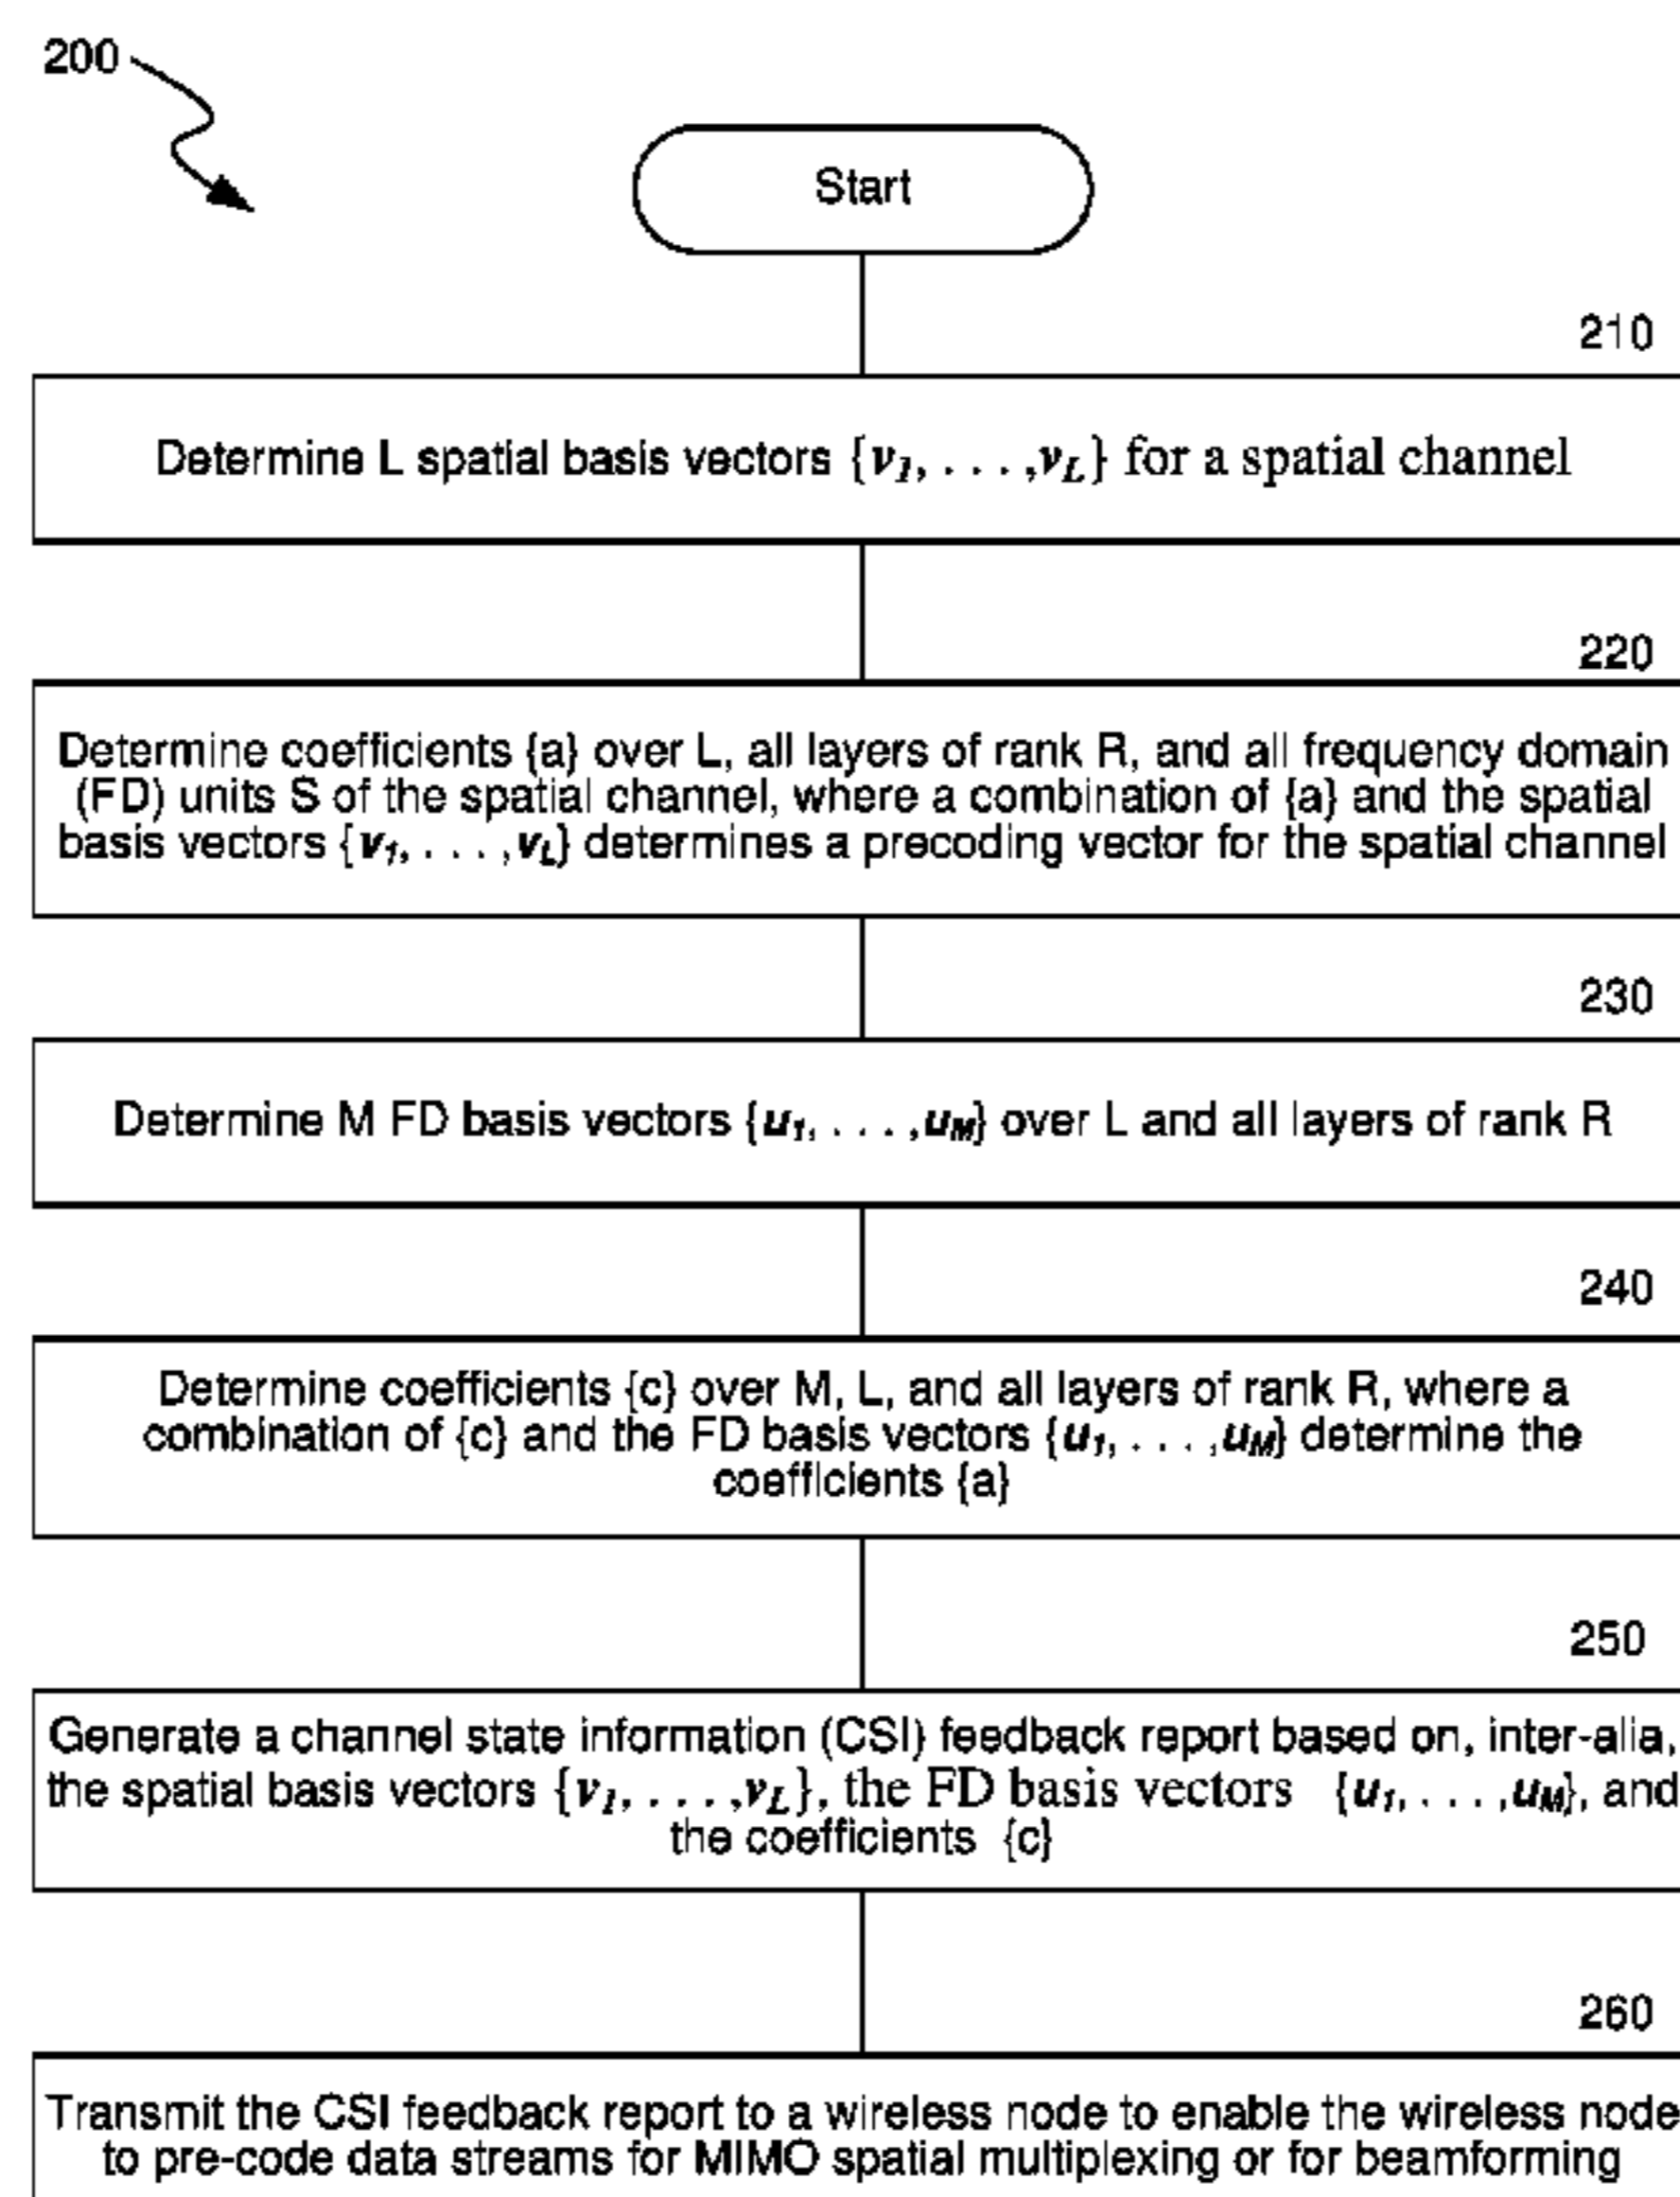 200
Start
210
Determine L spatial basis vectors {v1, . . . ,vL} for a spatial channel
220
Determine coefficients {a} over L, all layers of rank R, and all frequency domain
(FD) units S of the spatial channel, where a combination of {a} and the spatial
basis vectors {v1, . . . ,vL} determines a precoding vector for the spatial channel
230
Determine M FD basis vectors {u1, . . . ,uM} over L and all layers of rank R
240
Determine coefficients {c} over M, L, and all layers of rank R, where a
combination of {c} and the FD basis vectors {u1, . . . ,uM} determine the
coefficients {a}
250
Generate a channel state information (CSI) feedback report based on, inter-alia,
the spatial basis vectors {v1, . . . ,vL}, the FD basis vectors {u1, . . . ,uM}, and
the coefficients {c}
260
Transmit the CSI feedback report to a wireless node to enable the wireless node
to pre-code data streams for MIMO spatial multiplexing or for beamforming